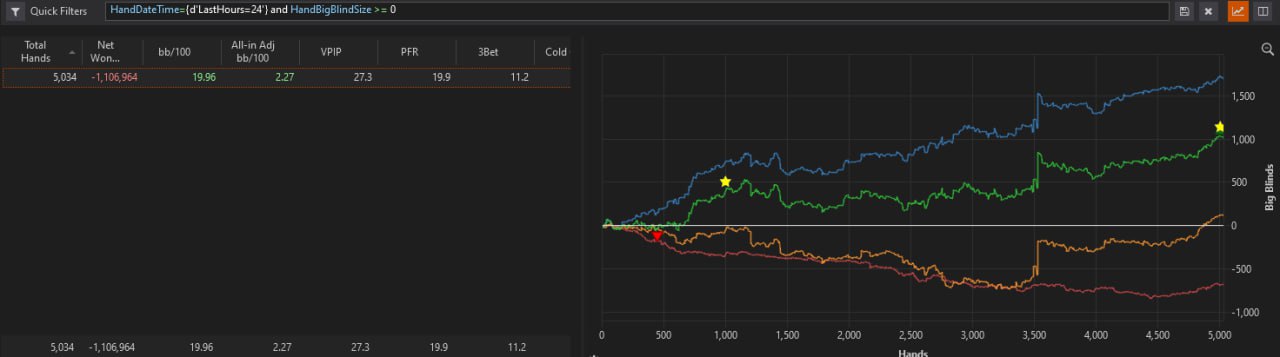 Quick Filters HandDateTime={d'LastHours=24'} and HandBigBlindSize >= 0
Total Hands Net Won... bb/100 All-in Adj bb/100 VPIP PFR 3Bet Cold
5,034 -1,106,964 19.96 2.27 27.3 19.9 11.2
5,034 -1,106,964 19.96 2.27 27.3 19.9 11.2
1,500
1,000
500
0
-500
-1,000
Big Blinds
0 500 1,000 1,500 2,000 2,500 3,000 3,500 4,000 4,500 5,000
Hands